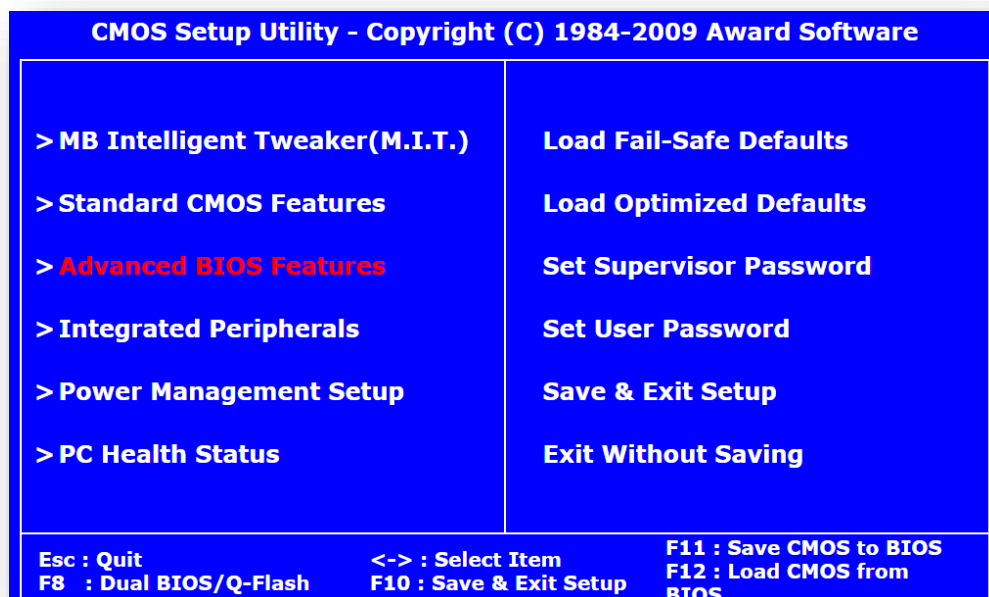 CMOS Setup Utility - Copyright (C) 1984-2009 Award Software
>MB Intelligent Tweaker(M.I.T.)
>Standard CMOS Features
>Advanced BIOS Features
>Integrated Peripherals
>Power Management Setup
>PC Health Status
Load Fail-Safe Defaults
Load Optimized Defaults
Set Supervisor Password
Set User Password
Save & Exit Setup
Exit Without Saving
Esc : Quit
F8 : Dual BIOS/Q-Flash
<-> : Select Item
F10 : Save & Exit Setup
F11 : Save CMOS to BIOS
F12 : Load CMOS from
BIOS